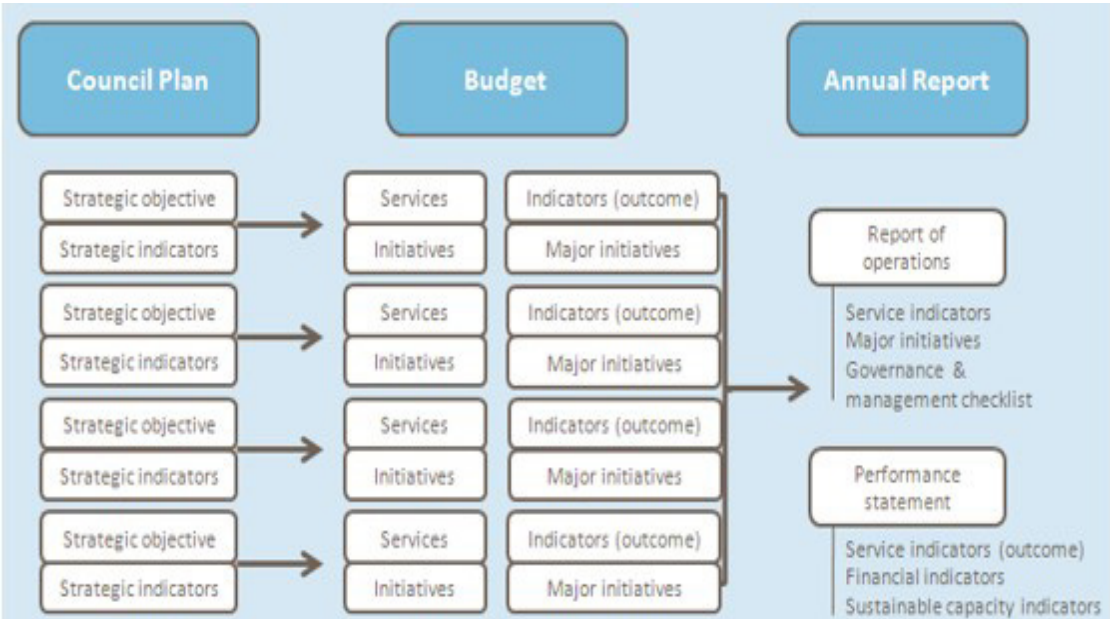 Council Plan
Budget
Annual Report
Strategic objective
Strategic indicators
Services
Initiatives
Indicators (outcome)
Major initiatives
Strategic objective
Strategic indicators
Services
Initiatives
Indicators (outcome)
Major initiatives
Strategic objective
Strategic indicators
Services
Initiatives
Indicators (outcome)
Major initiatives
Strategic objective
Strategic indicators
Services
Initiatives
Indicators (outcome)
Major initiatives
Report of
operations
Service indicators
Major initiatives
Governance &
management checklist
Performance
statement
Service indicators (outcome)
Financial indicators
Sustainable capacity indicators